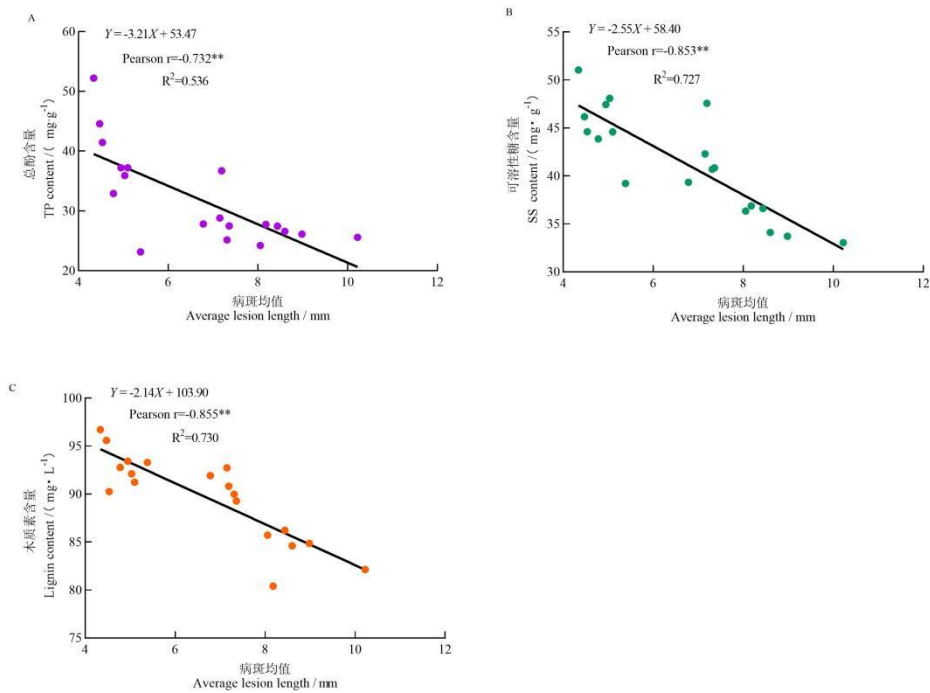 A
Y = -3.21X + 53.47
Pearson r=-0.732**
R²=0.536
总酚含量
TP content /( mg·g⁻¹)
60
50
40
30
20
4
6
8
10
12
病斑均值
Average lesion length / mm
B
Y = -2.55X + 58.40
Pearson r=-0.853**
R²=0.727
可溶性糖含量
SS content /( mg• g⁻¹)
55
50
45
40
35
30
4
6
8
10
12
病斑均值
Average lesion length / mm
C
Y = -2.14X + 103.90
Pearson r=-0.855**
R²=0.730
木质素含量
Lignin content /( mg• L⁻¹)
100
95
90
85
80
75
4
6
8
10
12
病斑均值
Average lesion length / mm